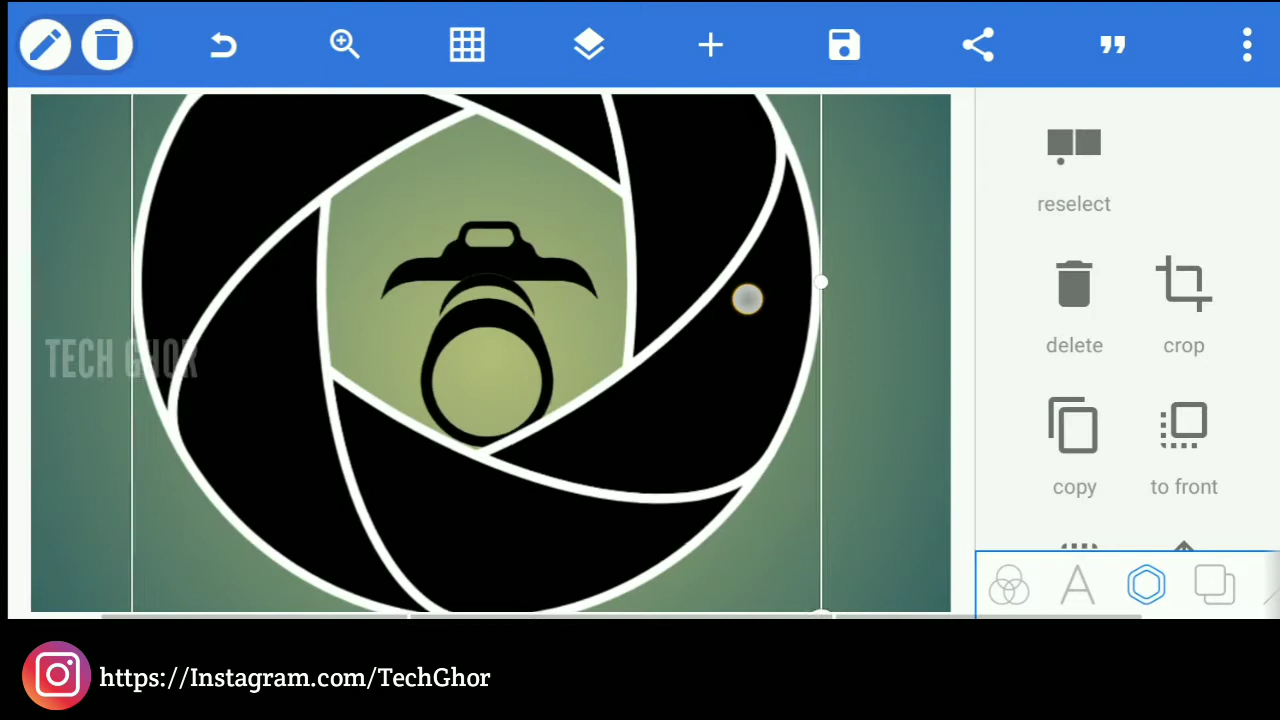 reselect
TECH GHOR
delete
crop
copy
to front
https://Instagram.com/TechGhor